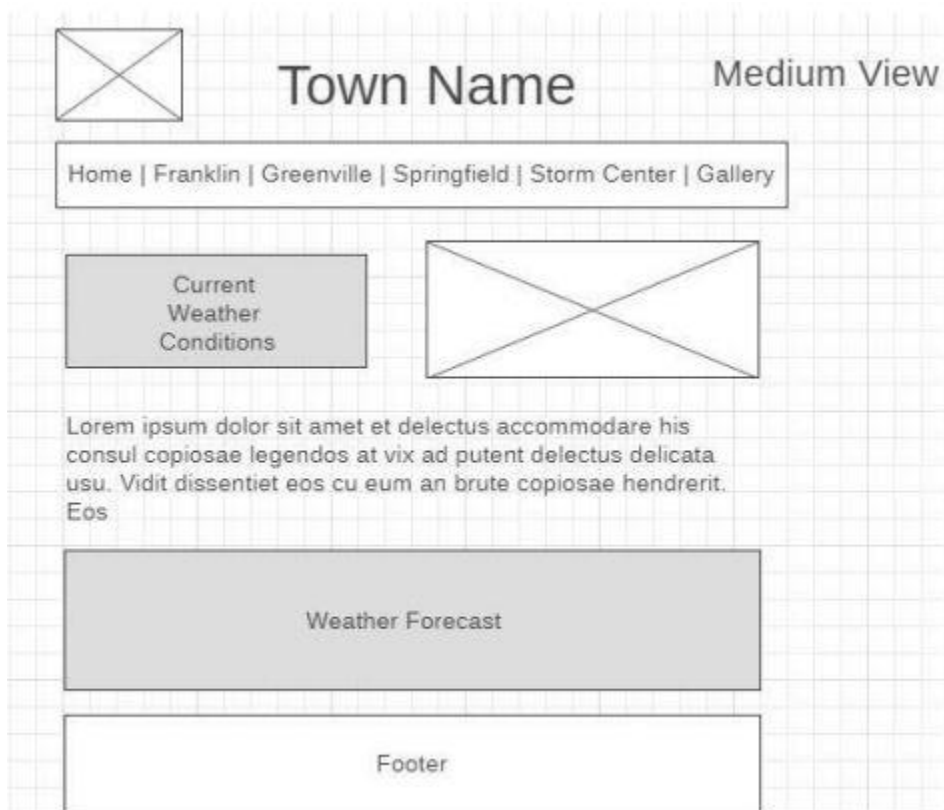 Town Name
Medium View
Home | Franklin | Greenville | Springfield | Storm Center | Gallery
Current
Weather
Conditions
Lorem ipsum dolor sit amet et delectus accommodare his
consul copiosae legendos at vix ad putent delectus delicata
usu. Vidit dissentiet eos cu eum an brute copiosae hendrerit.
Eos
Weather Forecast
Footer